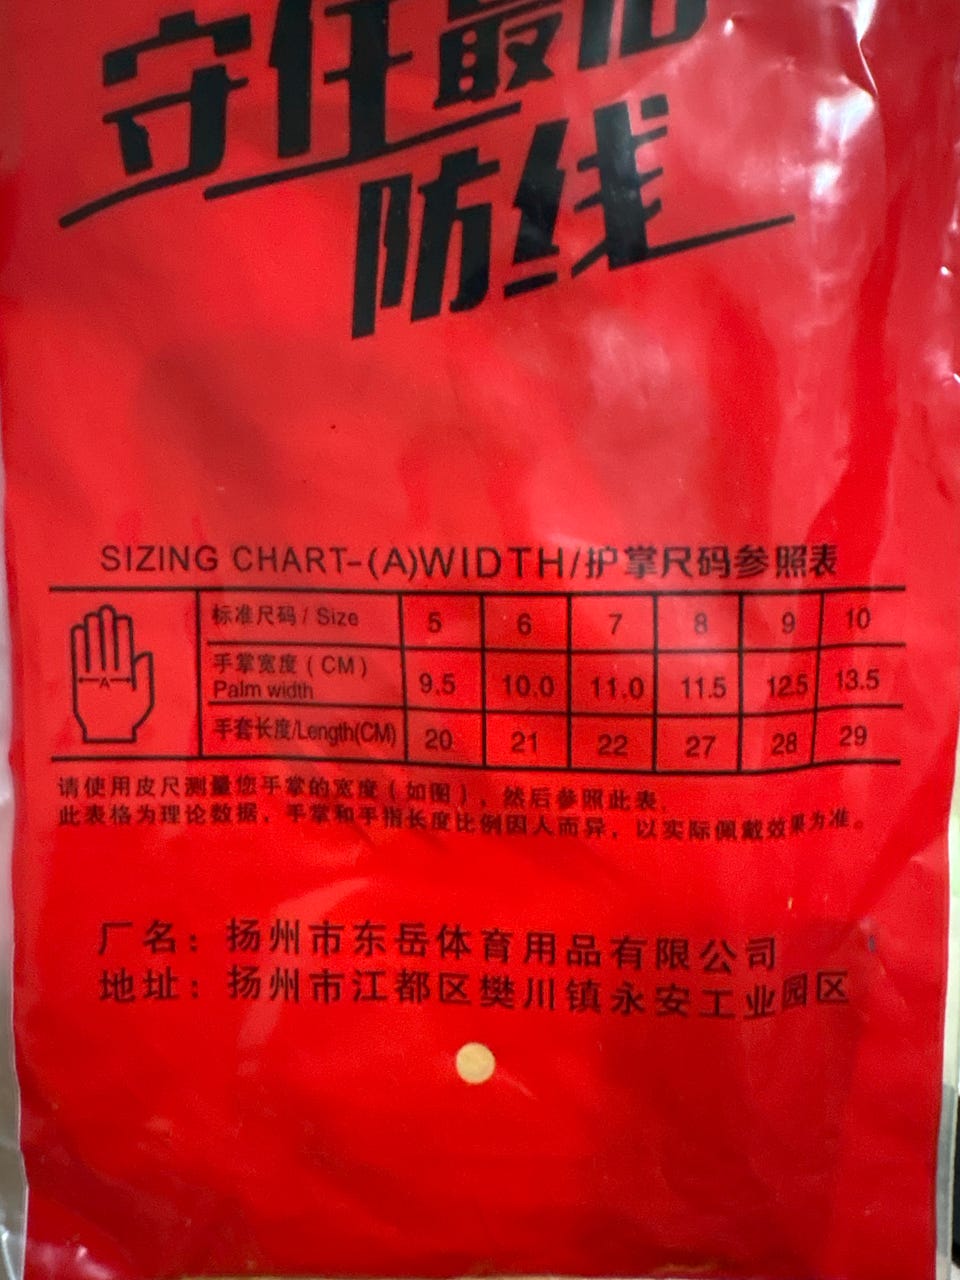 守住最后
防线
SIZING CHART-(A)WIDTH/护掌尺码参照表
标准尺码 / Size 5 6 7 8 9 10
A
手掌宽度 ( CM )
Palm width 9.5 10.0 11.0 11.5 12.5 13.5
手套长度/Length(CM) 20 21 22 27 28 29
请使用皮尺测量您手掌的宽度（如图），然后参照此表。
此表格为理论数据，手掌和手指长度比例因人而异，以实际佩戴效果为准。
厂名：扬州市东岳体育用品有限公司
地址：扬州市江都区樊川镇永安工业园区